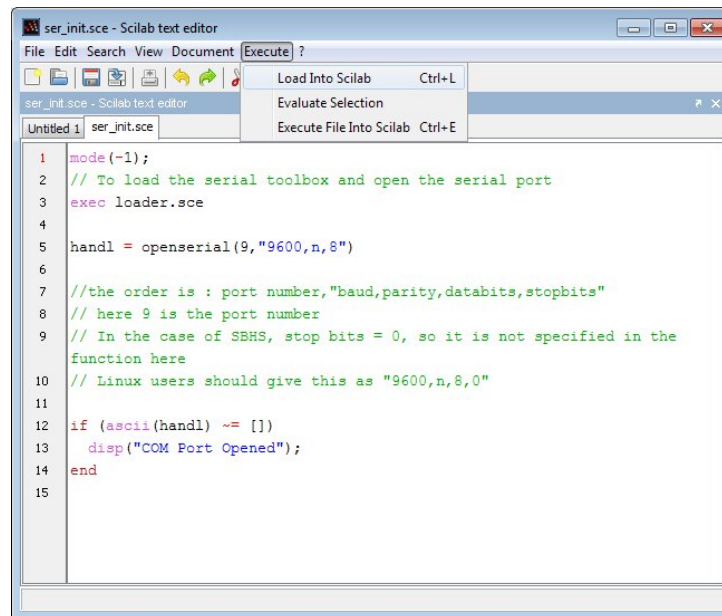 ser_init.sce - Scilab text editor
File Edit Search View Document Execute ?
Load Into Scilab Ctrl+L
ser_init.sce - Scilab text editor
Evaluate Selection
Untitled 1 ser_init.sce
Execute File Into Scilab Ctrl+E
1 mode(-1);
2 // To load the serial toolbox and open the serial port
3 exec loader.sce
4
5 handl = openserial(9,"9600,n,8")
6
7 //the order is : port number,"baud,parity,databits,stopbits"
8 // here 9 is the port number
9 // In the case of SBHS, stop bits = 0, so it is not specified in the
function here
10 // Linux users should give this as "9600,n,8,0"
11
12 if (ascii(handl) ~= [])
13 disp("COM Port Opened");
14 end
15